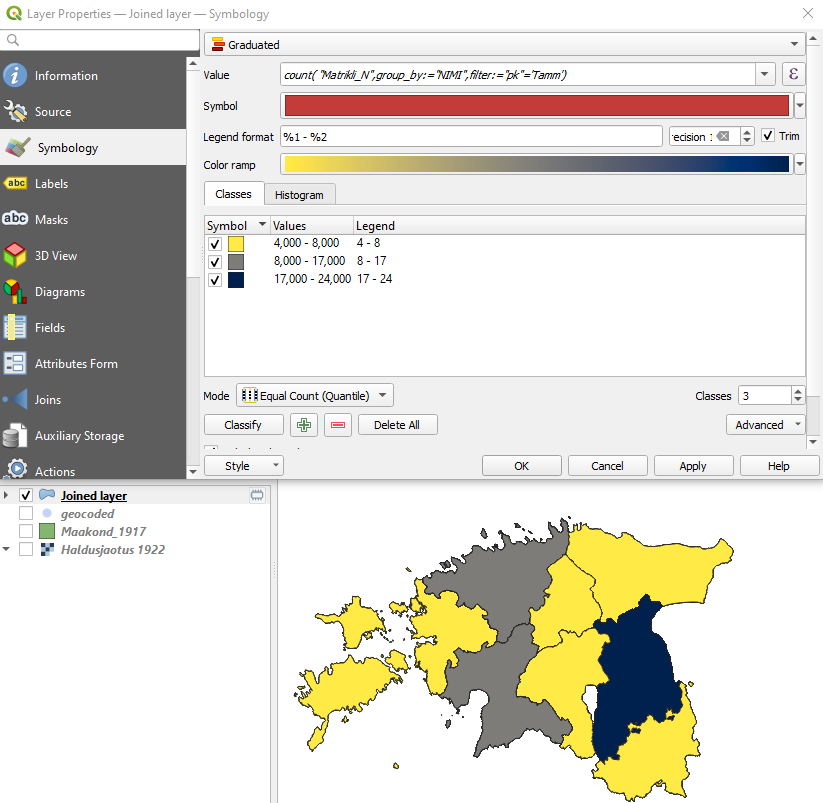 Layer Properties — Joined layer — Symbology
Graduated
Information
Value
count( "Matrikli_N",group_by:="NIMI",filter:="pk"='Tamm')
ε
Source
Symbol
Symbology
Legend format
%1 - %2
Trim
Color ramp
abc
Labels
Classes
Histogram
abc
Masks
Symbol
Values
Legend
4,000 - 8,000
4 - 8
8,000 - 17,000
8 - 17
17,000 - 24,000
17 - 24
3D View
Diagrams
Fields
Attributes Form
Joins
Mode
Equal Count (Quantile)
Classes
3
Auxiliary Storage
Classify
Delete All
Advanced
Actions
Style
OK
Cancel
Apply
Help
Joined layer
geocoded
Maakond_1917
Haldusjaotus 1922